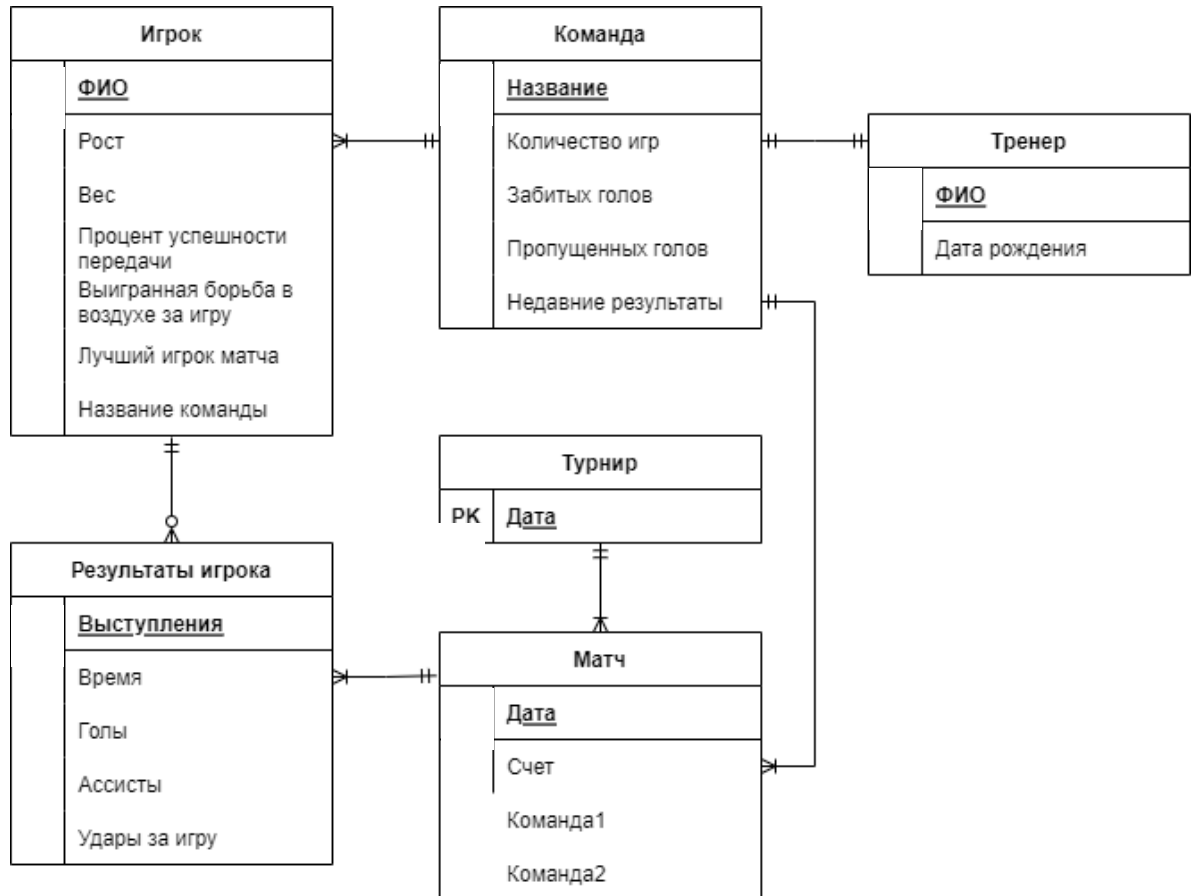 Игрок
ФИО
Рост
Вес
Процент успешности
передачи
Выигранная борьба в
воздухе за игру
Лучший игрок матча
Название команды
Команда
Название
Количество игр
Забитых голов
Пропущенных голов
Недавние результаты
Тренер
ФИО
Дата рождения
Турнир
PK Дата
Результаты игрока
Выступления
Время
Голы
Ассисты
Удары за игру
Матч
Дата
Счет
Команда1
Команда2